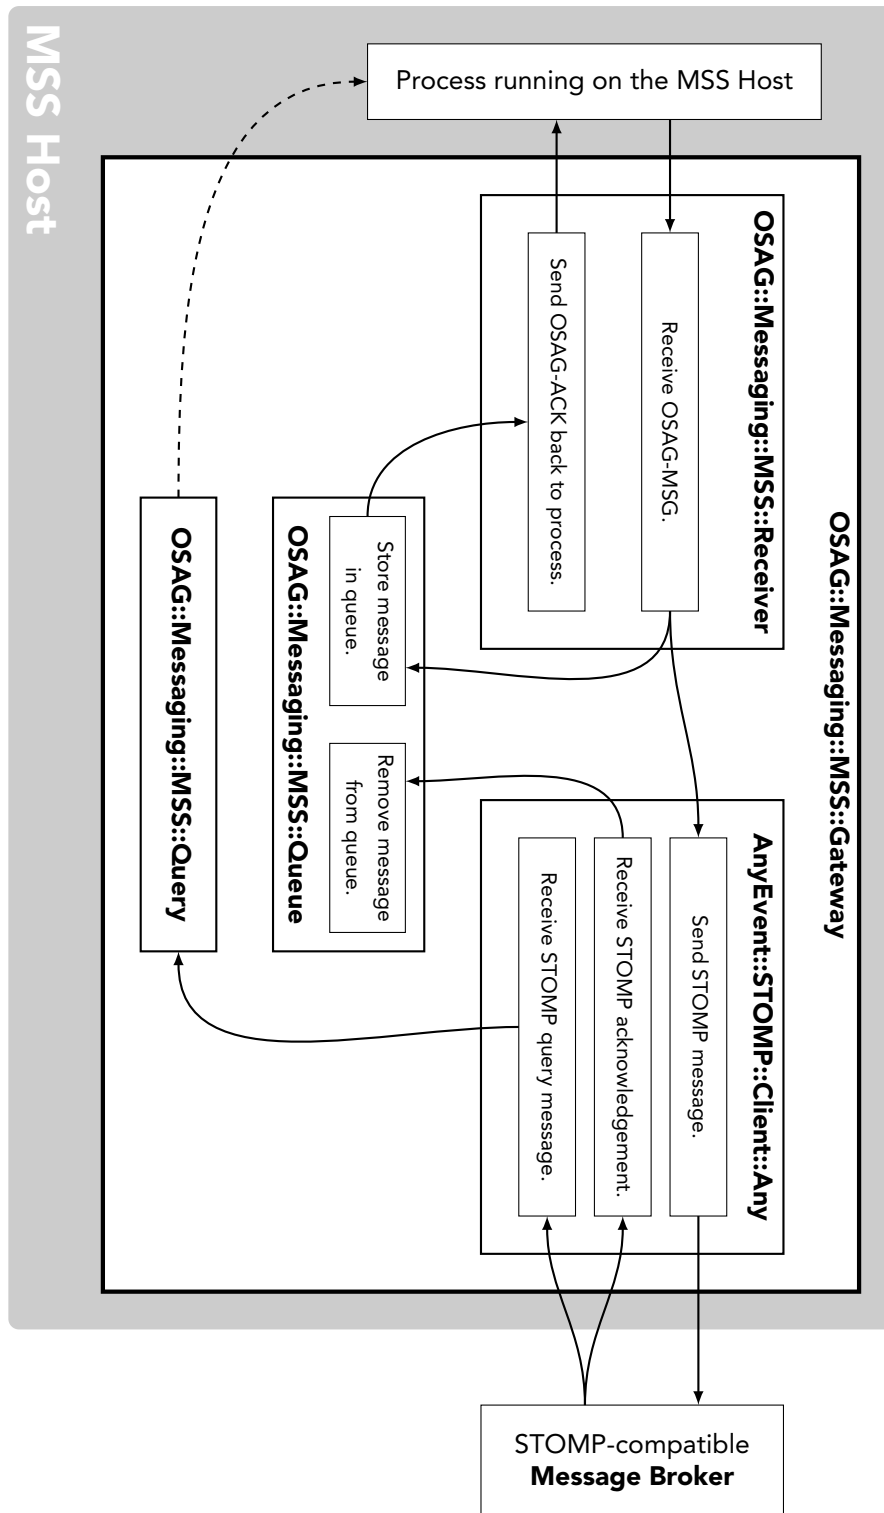 MSS Host
Process running on the MSS Host
OSAG::Messaging::MSS::Gateway
OSAG::Messaging::MSS::Receiver
Receive OSAG-MSG.
Send OSAG-ACK back to process.
AnyEvent::STOMP::Client::Any
Send STOMP message.
Receive STOMP acknowledgement.
Receive STOMP query message.
Store message
in queue.
Remove message
from queue.
OSAG::Messaging::MSS::Queue
OSAG::Messaging::MSS::Query
STOMP-compatible
Message Broker